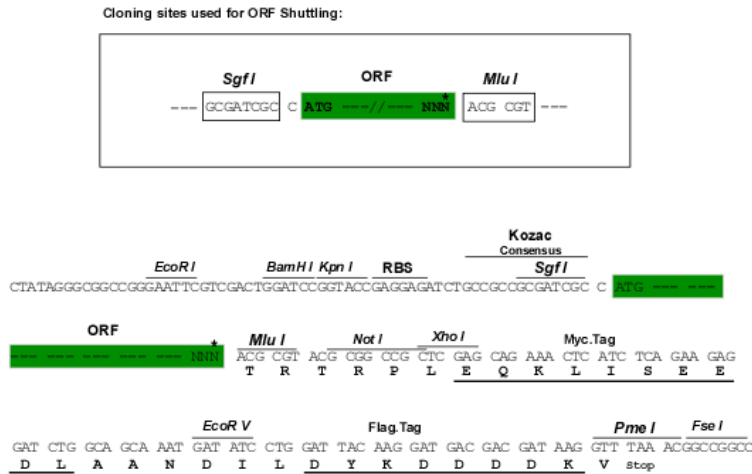 Cloning sites used for ORF Shuttling:
Sgf I ORF Mlu I
*
--- GCGATCGC C ATG ---//--- NNN ACG CGT ---
Kozac
Consensus
EcoR I BamH I Kpn I RBS Sgf I
CTATAGGGCGGCCGGGAATTCGTCGACTGGATCCGGTACCGAGGAGATCTGCCGCCGCGATCGC C ATG --- --- ---
ORF
* Mlu I Not I Xho I Myc.Tag
--- --- --- --- --- --- NNN ACG CGT ACG CGG CCG CTC GAG CAG AAA CTC ATC TCA GAA GAG
T R T R P L E Q K L I S E E
EcoR V Flag.Tag Pme I Fse I
GAT CTG GCA GCA AAT GAT ATC CTG GAT TAC AAG GAT GAC GAC GAT AAG GTT TAA ACGGCCGGCC
D L A A N D I L D Y K D D D D K V Stop